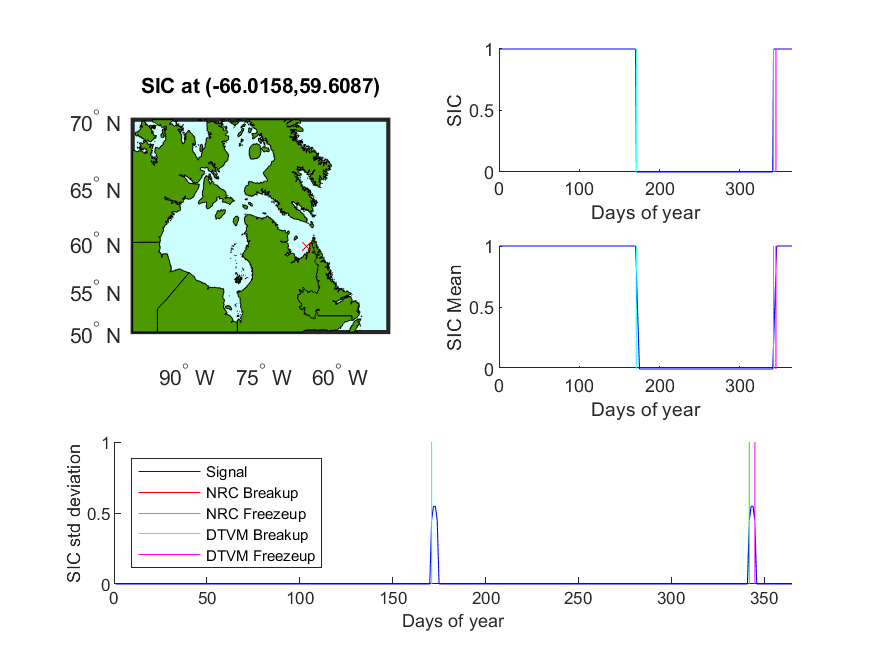 SIC at (-66.0158,59.6087)
70° N
65° N
60° N
55° N
50° N
90° W 75° W 60° W
1
0.5
0
SIC
0 100 200 300
Days of year
1
0.5
0
SIC Mean
0 100 200 300
Days of year
1
0.5
0
SIC std deviation
Signal
NRC Breakup
NRC Freezeup
DTVM Breakup
DTVM Freezeup
0 50 100 150 200 250 300 350
Days of year